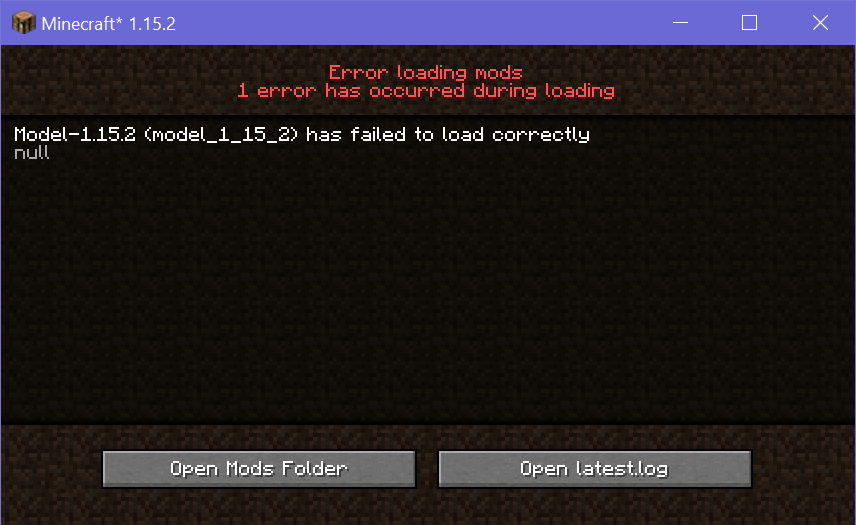 Minecraft* 1.15.2
Error loading mods
1 error has occurred during loading
Model-1.15.2 (model_1_15_2) has failed to load correctly
null
Open Mods Folder
Open latest.log